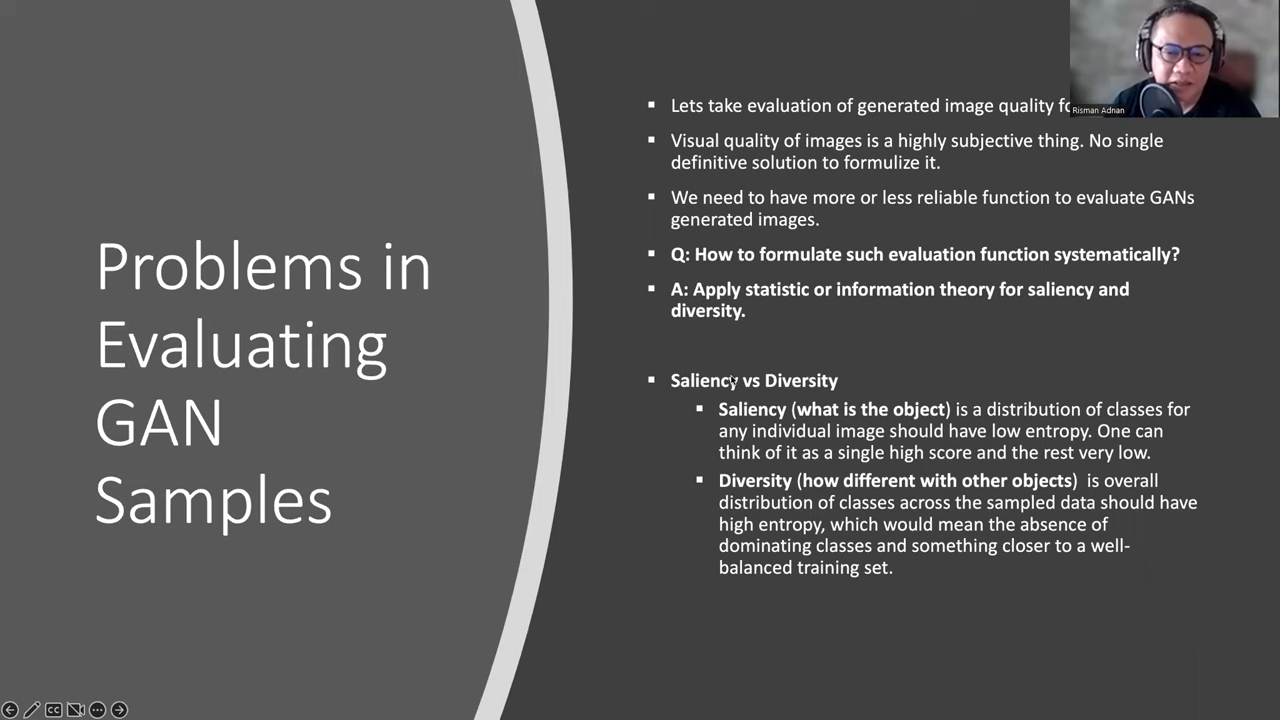 Problems in
Evaluating
GAN
Samples
▪ Lets take evaluation of generated image quality
▪ Visual quality of images is a highly subjective thing. No single
definitive solution to formulize it.
▪ We need to have more or less reliable function to evaluate GANs
generated images.
▪ Q: How to formulate such evaluation function systematically?
▪ A: Apply statistic or information theory for saliency and
diversity.
▪ Saliency vs Diversity
▪ Saliency (what is the object) is a distribution of classes for
any individual image should have low entropy. One can
think of it as a single high score and the rest very low.
▪ Diversity (how different with other objects) is overall
distribution of classes across the sampled data should have
high entropy, which would mean the absence of
dominating classes and something closer to a well-
balanced training set.
Risman Adnan
CC